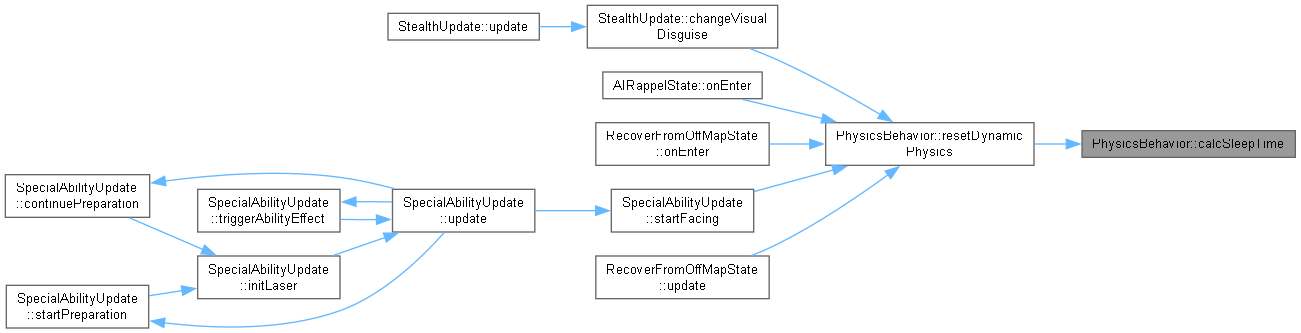 StealthUpdate::update
StealthUpdate::changeVisual
Disguise
AIRappelState::onEnter
RecoverFromOffMapState
::onEnter
PhysicsBehavior::resetDynamic
Physics
PhysicsBehavior::calcSleepTime
SpecialAbilityUpdate
::continuePreparation
SpecialAbilityUpdate
::triggerAbilityEffect
SpecialAbilityUpdate
::update
SpecialAbilityUpdate
::startFacing
SpecialAbilityUpdate
::initLaser
RecoverFromOffMapState
::update
SpecialAbilityUpdate
::startPreparation